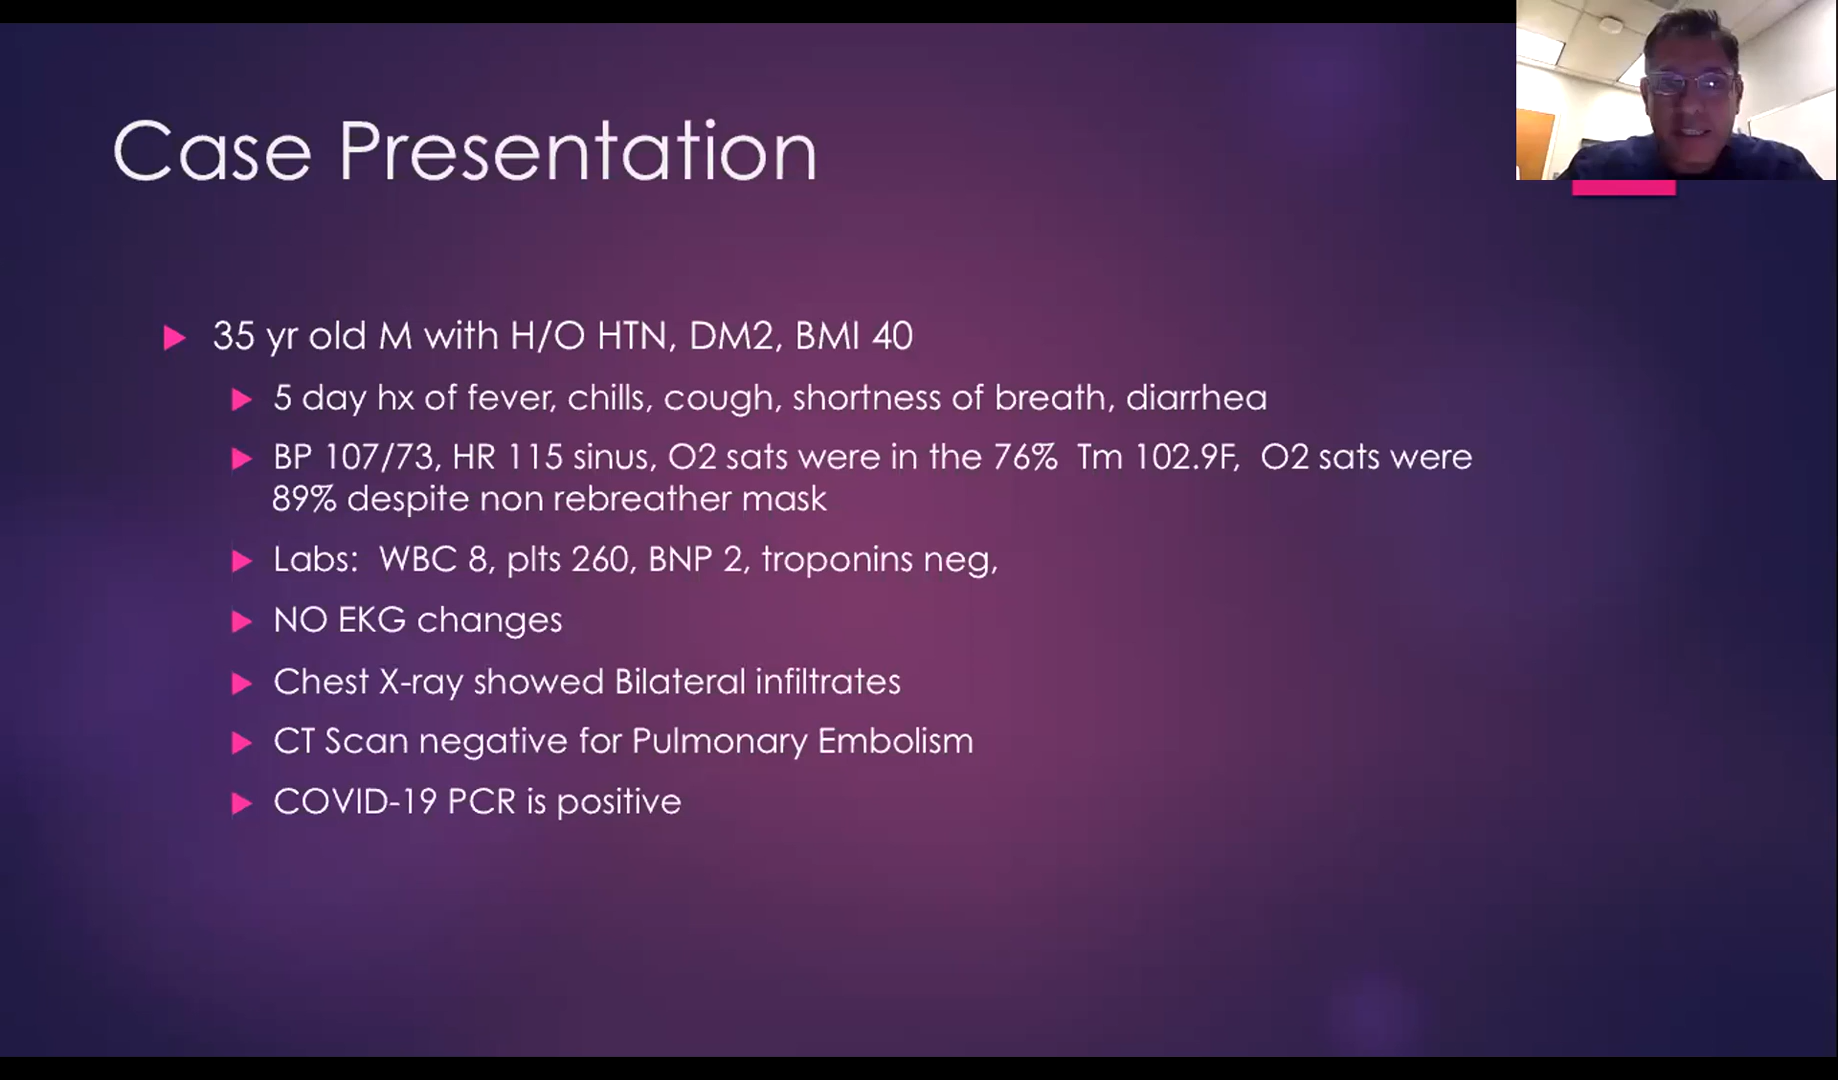 Case Presentation
35 yr old M with H/O HTN, DM2, BMI 40
5 day hx of fever, chills, cough, shortness of breath, diarrhea
BP 107/73, HR 115 sinus, O2 sats were in the 76%  Tm 102.9F,  O2 sats were
89% despite non rebreather mask
Labs:  WBC 8, plts 260, BNP 2, troponins neg,
NO EKG changes
Chest X-ray showed Bilateral infiltrates
CT Scan negative for Pulmonary Embolism
COVID-19 PCR is positive